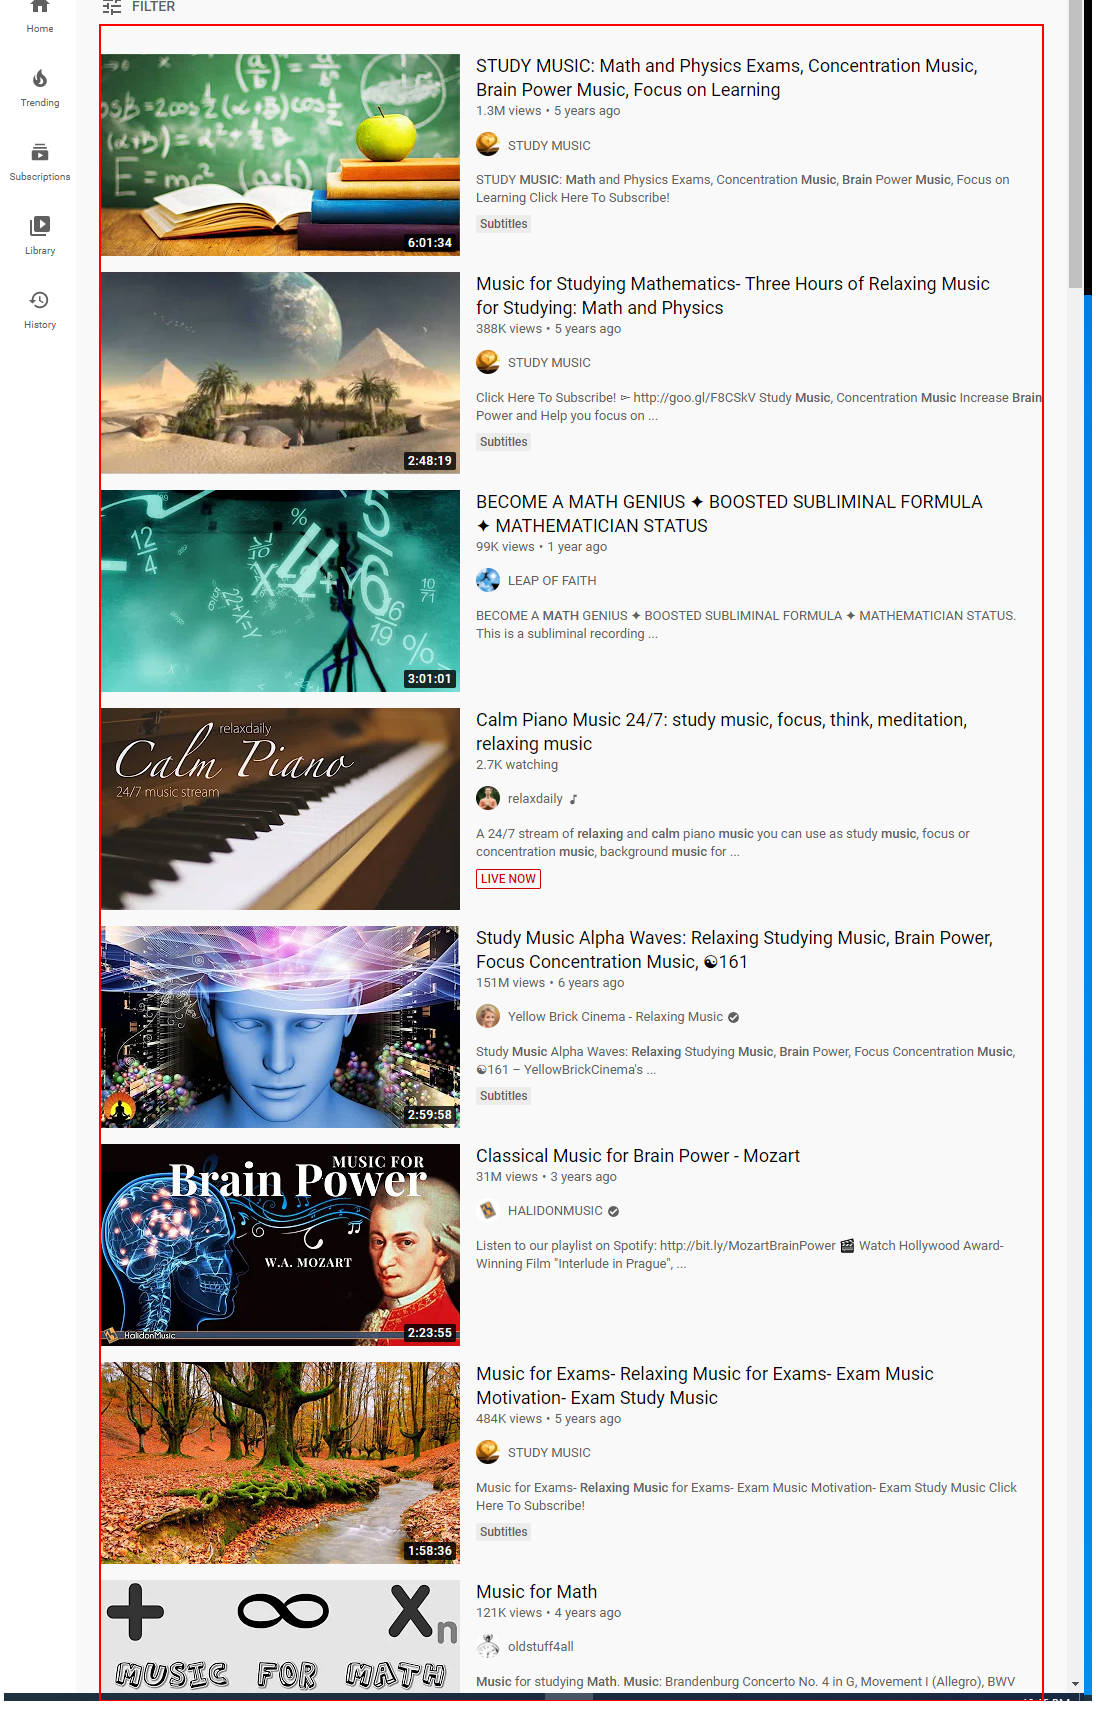 FILTER
Home
Trending
Subscriptions
Library
History
6:01:34
STUDY MUSIC: Math and Physics Exams, Concentration Music,
Brain Power Music, Focus on Learning
1.3M views • 5 years ago
STUDY MUSIC
STUDY MUSIC: Math and Physics Exams, Concentration Music, Brain Power Music, Focus on
Learning Click Here To Subscribe!
Subtitles
2:48:19
Music for Studying Mathematics- Three Hours of Relaxing Music
for Studying: Math and Physics
388K views • 5 years ago
STUDY MUSIC
Click Here To Subscribe! ► http://goo.gl/F8CSkV Study Music, Concentration Music Increase Brain
Power and Help you focus on ...
Subtitles
3:01:01
BECOME A MATH GENIUS ✦ BOOSTED SUBLIMINAL FORMULA
✦ MATHEMATICIAN STATUS
99K views • 1 year ago
LEAP OF FAITH
BECOME A MATH GENIUS ✦ BOOSTED SUBLIMINAL FORMULA ✦ MATHEMATICIAN STATUS.
This is a subliminal recording ...
relaxdaily
Calm Piano
24/7 music stream
Calm Piano Music 24/7: study music, focus, think, meditation,
relaxing music
2.7K watching
relaxdaily
A 24/7 stream of relaxing and calm piano music you can use as study music, focus or
concentration music, background music for ...
LIVE NOW
2:59:58
Study Music Alpha Waves: Relaxing Studying Music, Brain Power,
Focus Concentration Music, ☯161
151M views • 6 years ago
Yellow Brick Cinema - Relaxing Music
Study Music Alpha Waves: Relaxing Studying Music, Brain Power, Focus Concentration Music,
☯161 – YellowBrickCinema's ...
Subtitles
MUSIC FOR
Brain Power
W.A. MOZART
HalidonMusic
2:23:55
Classical Music for Brain Power - Mozart
31M views • 3 years ago
HALIDONMUSIC
Listen to our playlist on Spotify: http://bit.ly/MozartBrainPower 🎬 Watch Hollywood Award-
Winning Film "Interlude in Prague", ...
1:58:36
Music for Exams- Relaxing Music for Exams- Exam Music
Motivation- Exam Study Music
484K views • 5 years ago
STUDY MUSIC
Music for Exams- Relaxing Music for Exams- Exam Music Motivation- Exam Study Music Click
Here To Subscribe!
Subtitles
+ ∞ Xn
MUSIC FOR MATH
Music for Math
121K views • 4 years ago
oldstuff4all
Music for studying Math. Music: Brandenburg Concerto No. 4 in G, Movement I (Allegro), BWV